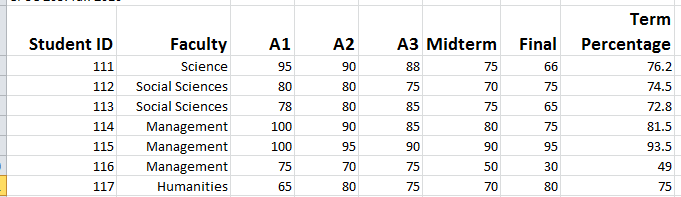 Term
Student ID Faculty A1 A2 A3 Midterm Final Percentage
111 Science 95 90 88 75 66 76.2
112 Social Sciences 80 80 75 70 75 74.5
113 Social Sciences 78 80 85 75 65 72.8
114 Management 100 90 85 80 75 81.5
115 Management 100 95 90 90 95 93.5
116 Management 75 70 75 50 30 49
117 Humanities 65 80 75 70 80 75